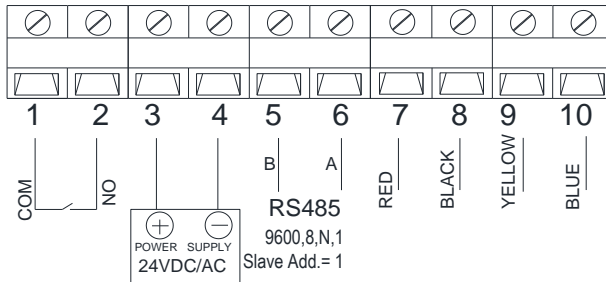 1 2 3 4 5 6 7 8 9 10
COM
NO
B A
RED
BLACK
YELLOW
BLUE
RS485
9600,8,N,1
Slave Add.= 1
+ −
POWER SUPPLY
24VDC/AC